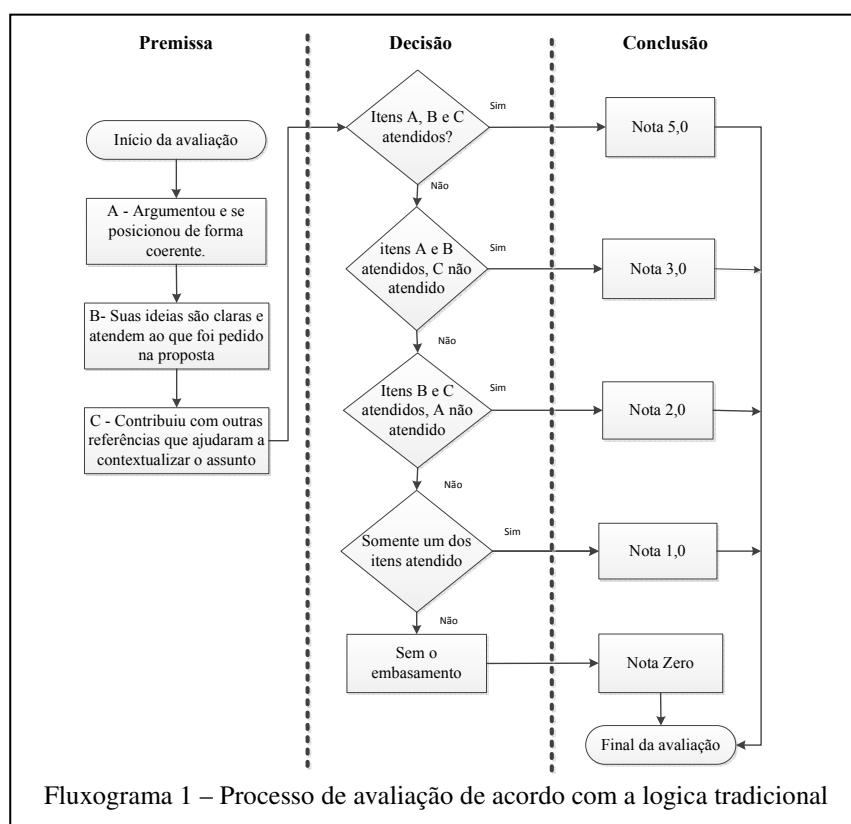 Premissa
Decisão
Conclusão
Início da avaliação
A - Argumentou e se
posicionou de forma
coerente.
B- Suas ideias são claras e
atendem ao que foi pedido
na proposta
C - Contribuiu com outras
referências que ajudaram a
contextualizar o assunto
Itens A, B e C
atendidos?
Sim
Nota 5,0
Não
itens A e B
atendidos, C não
atendido
Sim
Nota 3,0
Não
Itens B e C
atendidos, A não
atendido
Sim
Nota 2,0
Não
Somente um dos
itens atendido
Sim
Nota 1,0
Não
Sem o
embasamento
Nota Zero
Final da avaliação
Fluxograma 1 – Processo de avaliação de acordo com a logica tradicional